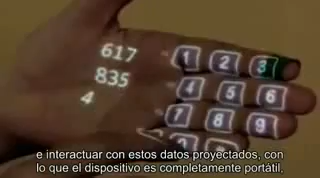 617
835
4
1 2 3
4 5 6
7 8 9
e interactuar con estos datos proyectados, con
lo que el dispositivo es completamente portátil,